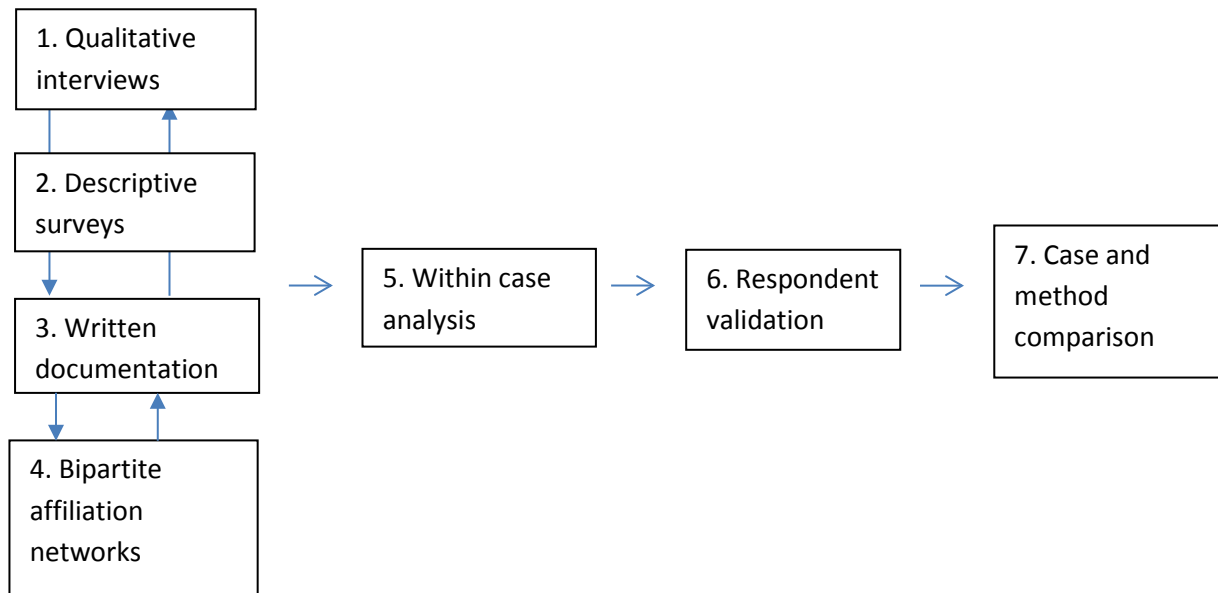 1. Qualitative
interviews
2. Descriptive
surveys
3. Written
documentation
4. Bipartite
affiliation
networks
5. Within case
analysis
6. Respondent
validation
7. Case and
method
comparison